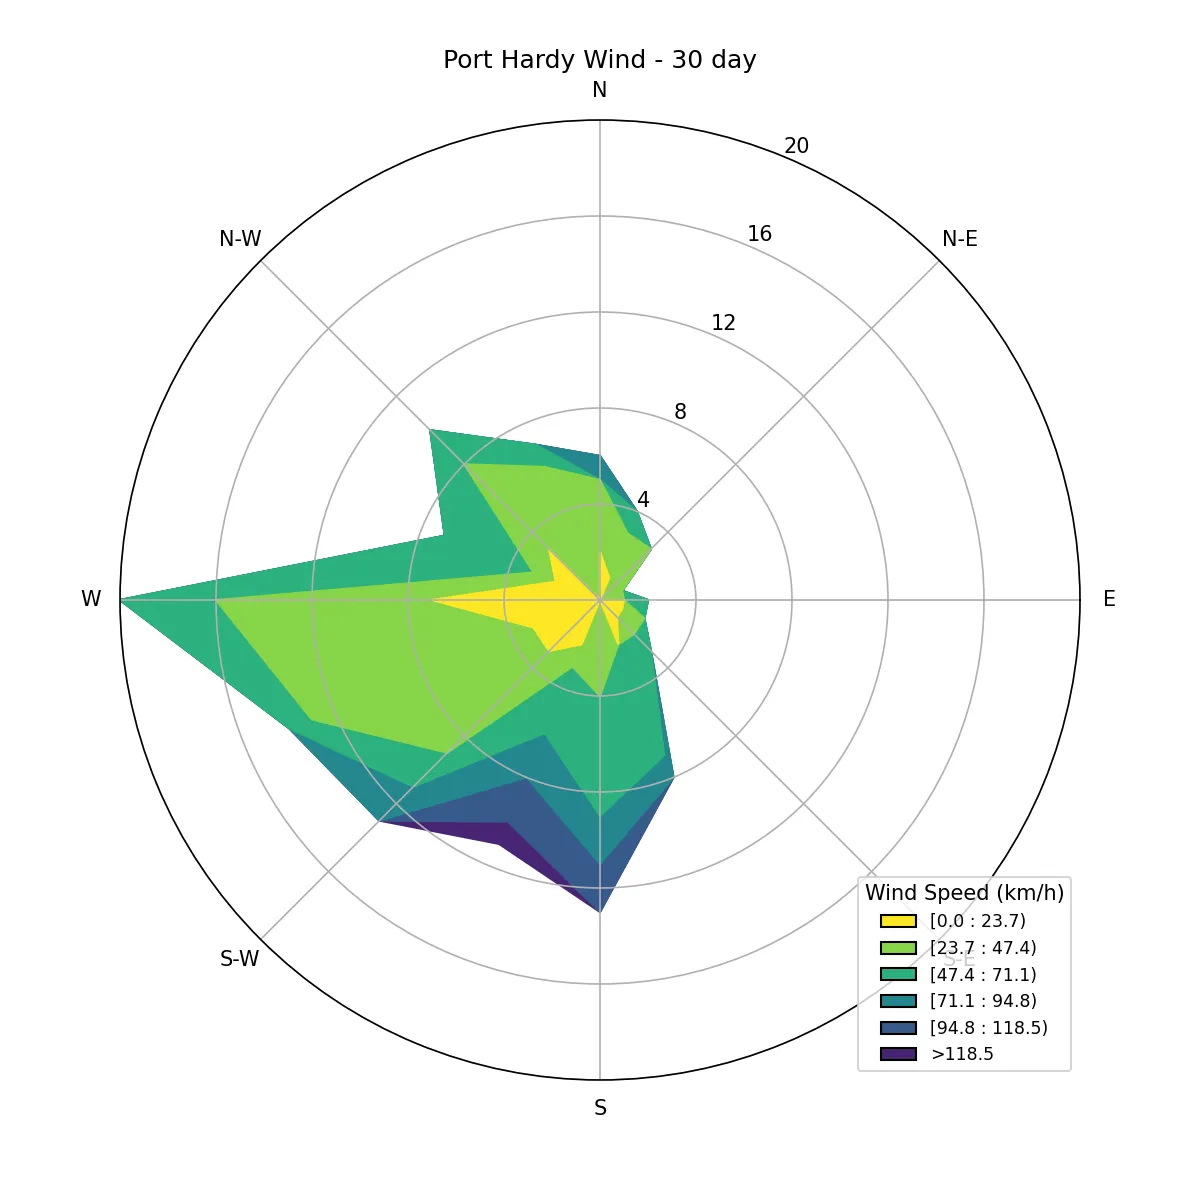 Port Hardy Wind - 30 day
N
20
N-W
N-E
16
12
8
4
W
E
S-W
S-E
S
Wind Speed (km/h)
[0.0 : 23.7)
[23.7 : 47.4)
[47.4 : 71.1)
[71.1 : 94.8)
[94.8 : 118.5)
>118.5